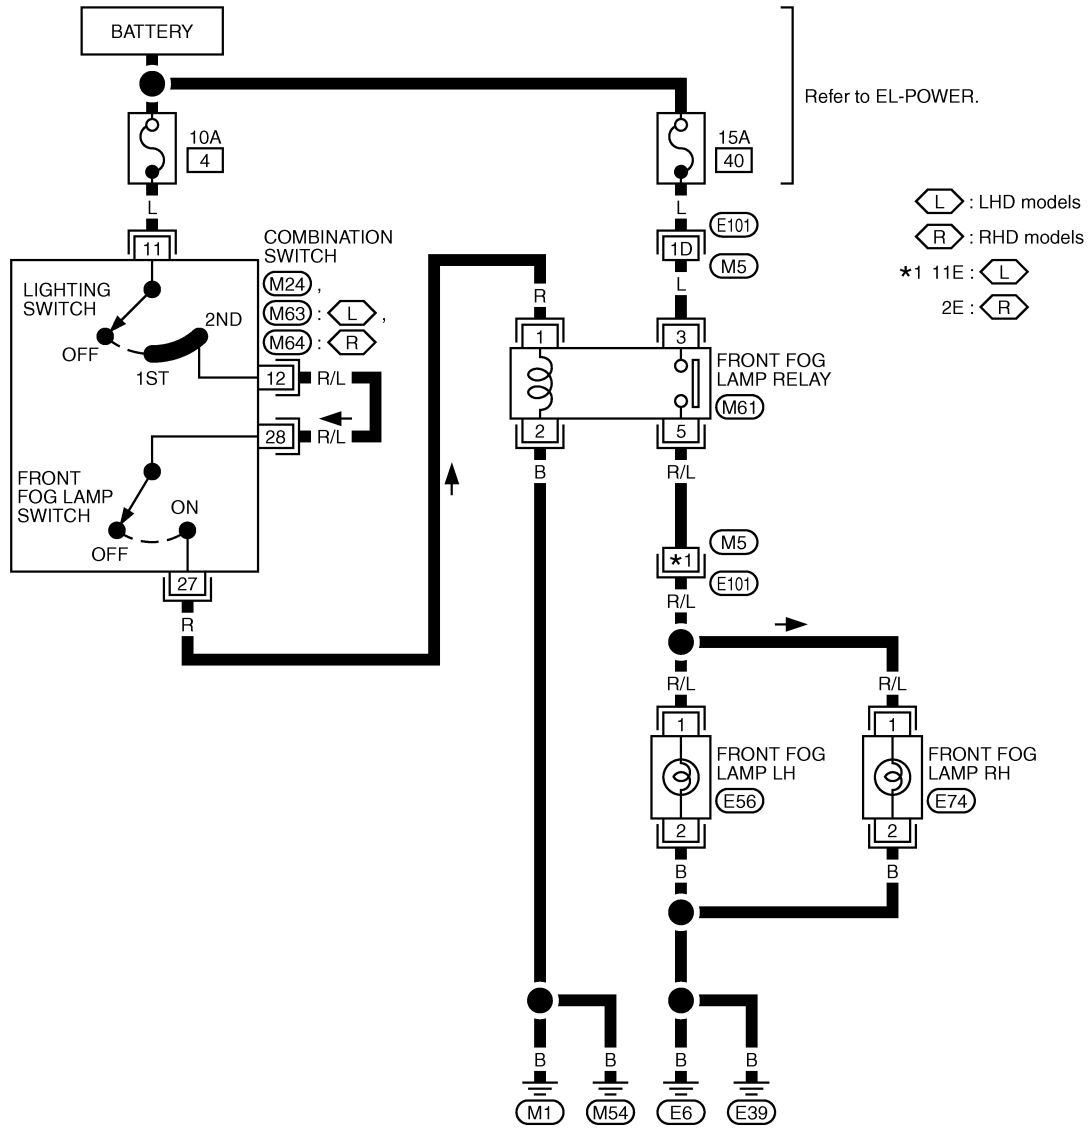 BATTERY
Refer to EL-POWER.
10A
4
15A
40
L
L
11
E101
1D
M5
L : LHD models
R : RHD models
*1 11E : L
2E : R
COMBINATION
SWITCH
M24 ,
M63 : L ,
M64 : R
LIGHTING
SWITCH
OFF
1ST
2ND
12
R/L
28
R/L
FRONT
FOG LAMP
SWITCH
OFF
ON
27
R
R
L
1
3
FRONT FOG
LAMP RELAY
M61
2
5
B
R/L
M5
*1
E101
R/L
R/L
R/L
1
1
FRONT FOG
LAMP LH
E56
FRONT FOG
LAMP RH
E74
2
2
B
B
B
B
B
B
M1
M54
E6
E39